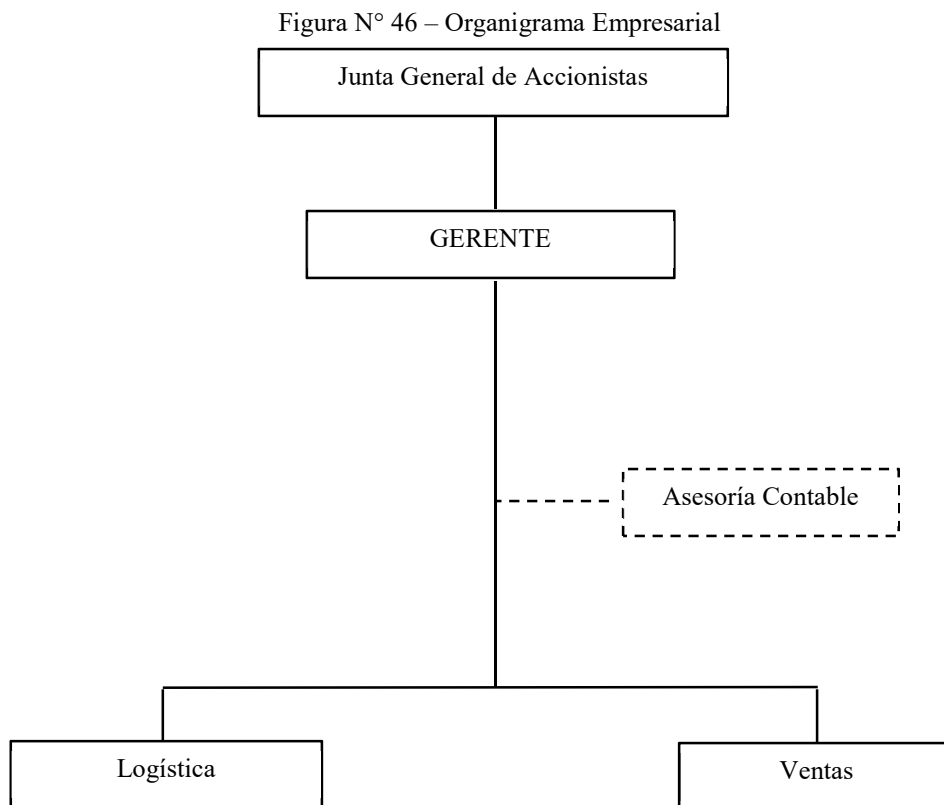 Figura N° 46 – Organigrama Empresarial
Junta General de Accionistas
GERENTE
Asesoría Contable
Logística
Ventas